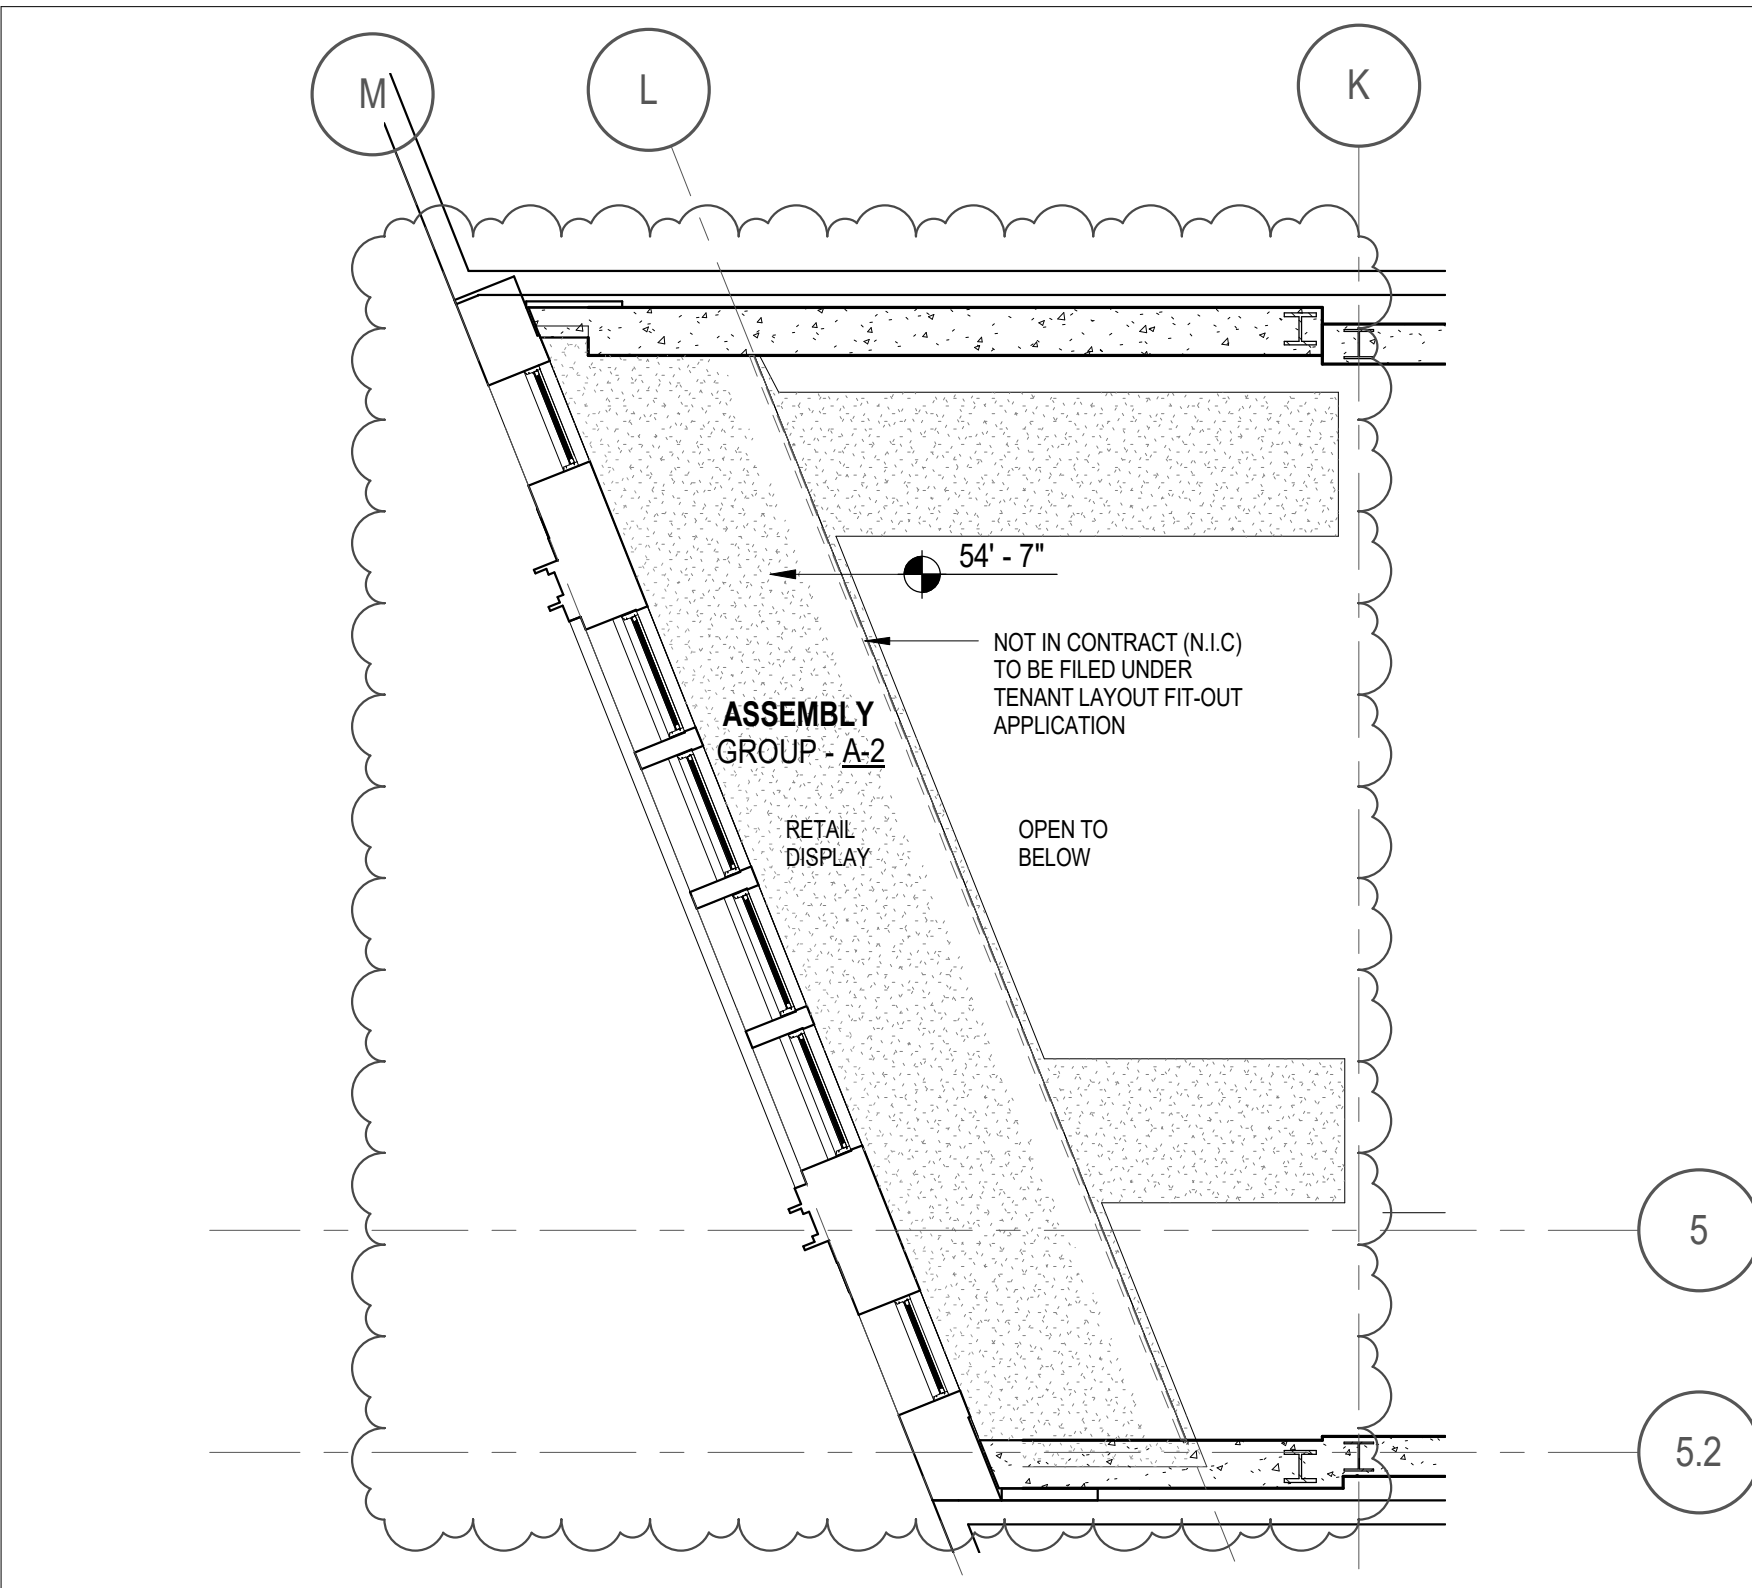 M
L
K
54' - 7"
NOT IN CONTRACT (N.I.C)
TO BE FILED UNDER
TENANT LAYOUT FIT-OUT
APPLICATION
ASSEMBLY
GROUP - A-2
RETAIL
DISPLAY
OPEN TO
BELOW
5
5.2